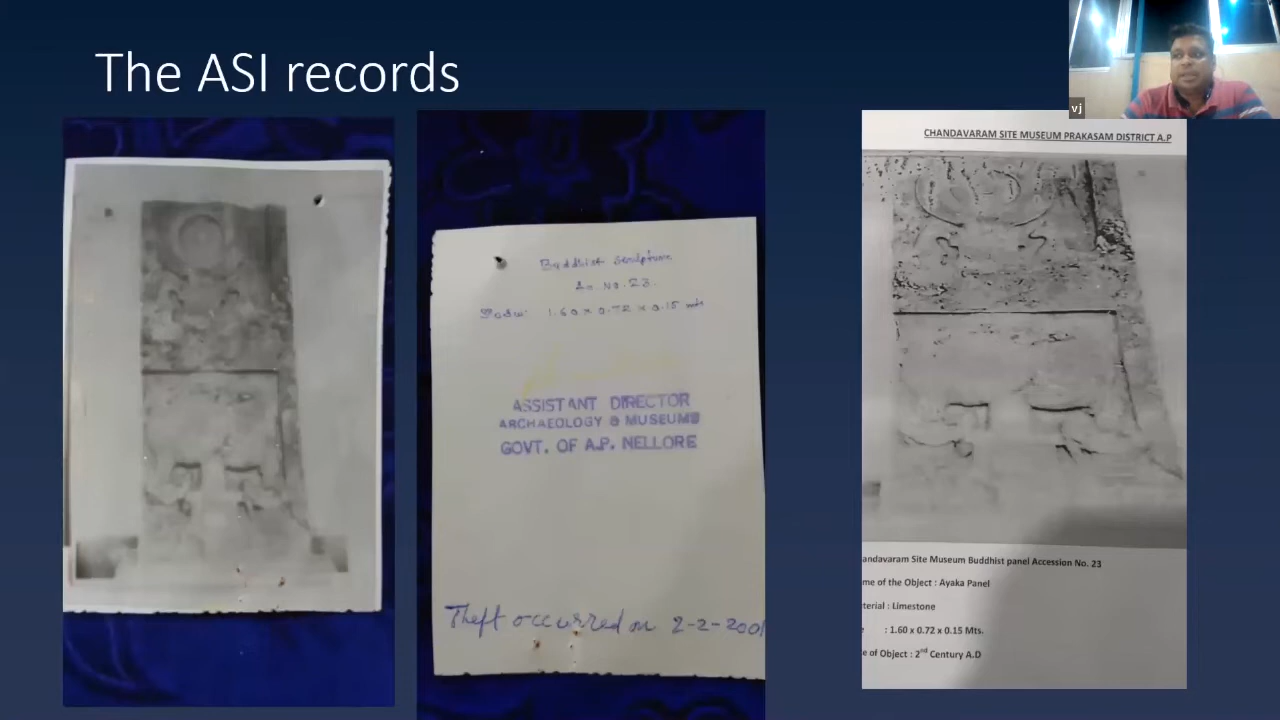 The ASI records
vj
Buddhist Sculpture
No. 23.
1.60 x 0.72 x 0.15 mts
ASSISTANT DIRECTOR
ARCHAEOLOGY & MUSEUMS
GOVT. OF A.P. NELLORE
Theft occurred on 2-2-2001
CHANDAVARAM SITE MUSEUM PRAKASAM DISTRICT A.P
andavaram Site Museum Buddhist panel Accession No. 23
me of the Object : Ayaka Panel
terial : Limestone
: 1.60 x 0.72 x 0.15 Mts.
e of Object : 2nd Century A.D